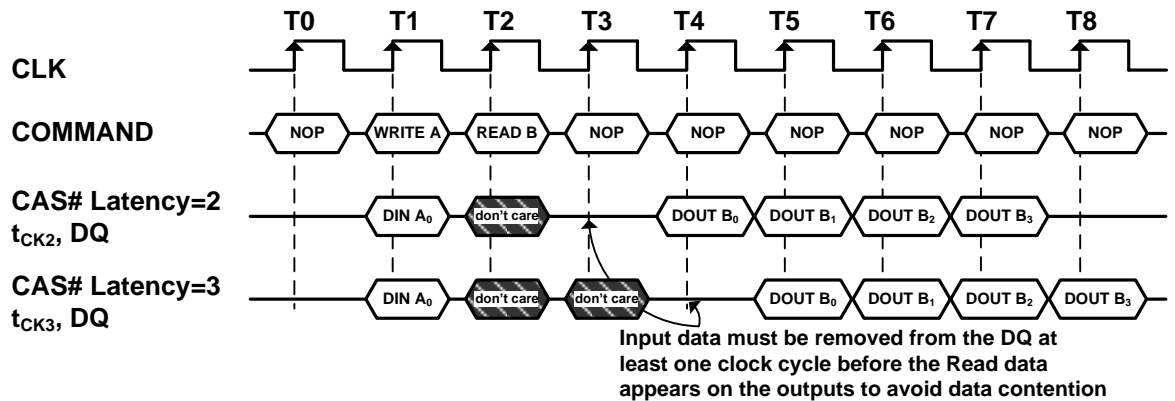 T0 T1 T2 T3 T4 T5 T6 T7 T8
CLK
COMMAND NOP WRITE A READ B NOP NOP NOP NOP NOP NOP
CAS# Latency=2
tCK2, DQ
DIN A0 don't care DOUT B0 DOUT B1 DOUT B2 DOUT B3
CAS# Latency=3
tCK3, DQ
DIN A0 don't care don't care DOUT B0 DOUT B1 DOUT B2 DOUT B3
Input data must be removed from the DQ at
least one clock cycle before the Read data
appears on the outputs to avoid data contention